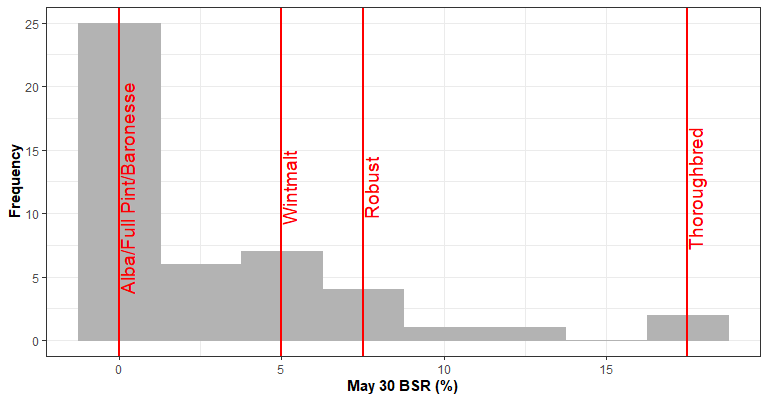 25
20
15
10
5
0
Frequency
Alba/Full Pint/Baronesse
Wintmalt
Robust
Thoroughbred
0 5 10 15
May 30 BSR (%)